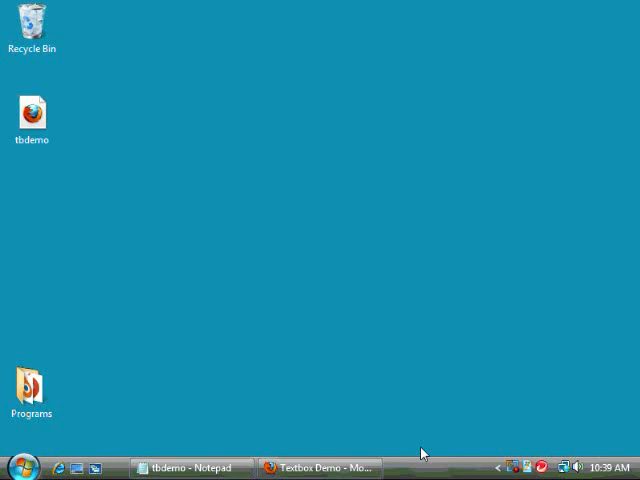 Recycle Bin
tbdemo
Programs
tbdemo - Notepad
Textbox Demo - Mo...
10:39 AM